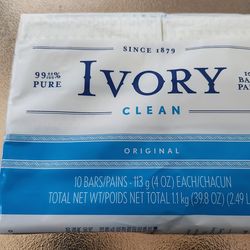 SINCE 1879
99 44/100 %
PURE
IVORY
CLEAN
ORIGINAL
10 BARS/PAINS - 113 g (4 OZ) EACH/CHACUN
TOTAL NET WT/POIDS NET TOTAL 1.1 kg (39.8 OZ) (2.49 L